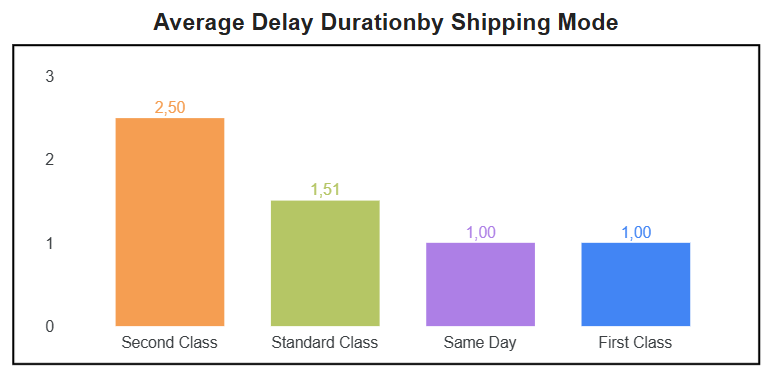 Average Delay Durationby Shipping Mode
3
2
1
0
2,50
1,51
1,00
1,00
Second Class
Standard Class
Same Day
First Class